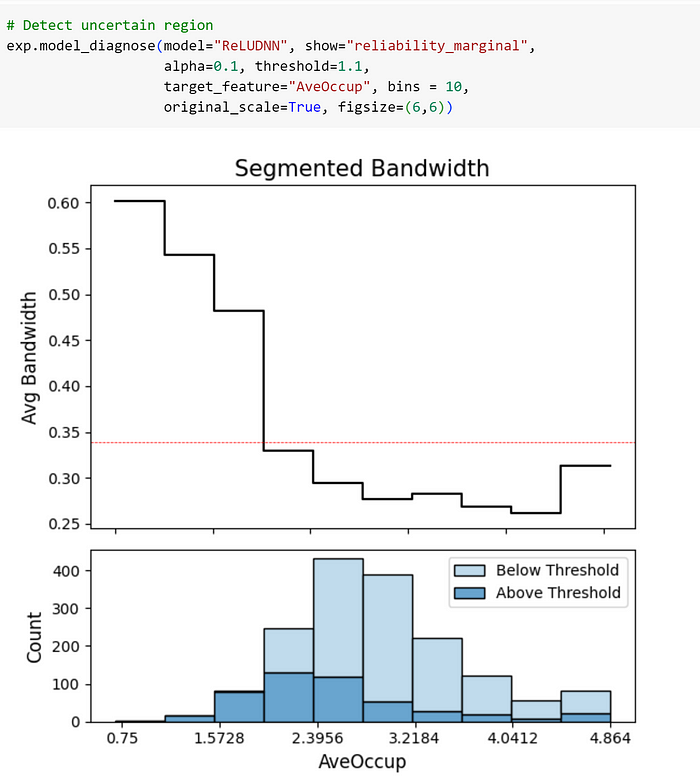 # Detect uncertain region
exp.model_diagnose(model="ReLUDNN", show="reliability_marginal",
alpha=0.1, threshold=1.1,
target_feature="AveOccup", bins = 10,
original_scale=True, figsize=(6,6))
Segmented Bandwidth
Avg Bandwidth
0.60
0.55
0.50
0.45
0.40
0.35
0.30
0.25
Count
400
300
200
100
0
Below Threshold
Above Threshold
0.75 1.5728 2.3956 3.2184 4.0412 4.864
AveOccup